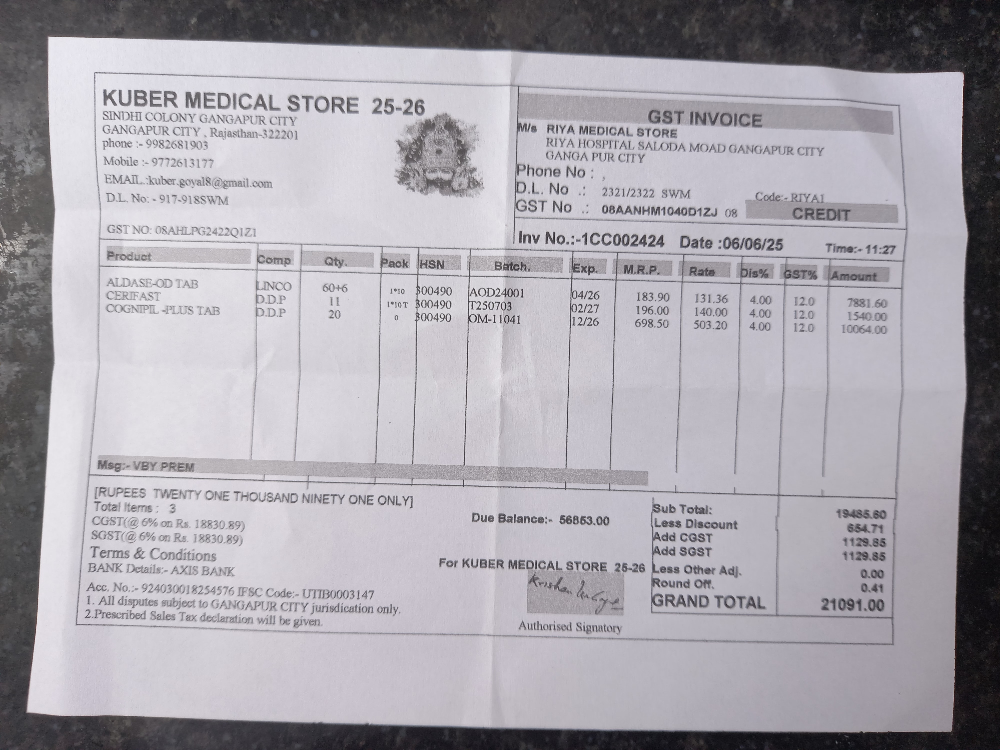 KUBER MEDICAL STORE 25-26
SINDHI COLONY GANGAPUR CITY
GANGAPUR CITY , Rajasthan-322201
phone :- 9982681903
Mobile :- 9772613177
EMAIL.:kuber.goyal8@gmail.com
D.L. No: - 917-918SWM
GST NO: 08AHLPG2422Q1Z1
GST INVOICE
M/s RIYA MEDICAL STORE
RIYA HOSPITAL SALODA MOAD GANGAPUR CITY
GANGA PUR CITY
Phone No : ,
D.L. No .: 2321/2322 SWM Code:- RIYA1
GST No .: 08AANHM1040D1ZJ 08 CREDIT
Inv No.:-1CC002424 Date :06/06/25 Time:- 11:27
Product Comp Qty. Pack HSN Batch. Exp. M.R.P. Rate Dis% GST% Amount
ALDASE-OD TAB LINCO 60+6 1*10 300490 AOD24001 04/26 183.90 131.36 4.00 12.0 7881.60
CERIFAST D.D.P 11 1*10T 300490 T250703 02/27 196.00 140.00 4.00 12.0 1540.00
COGNIPIL -PLUS TAB D.D.P 20 0 300490 OM-11041 12/26 698.50 503.20 4.00 12.0 10064.00
Msg:- VBY PREM
[RUPEES TWENTY ONE THOUSAND NINETY ONE ONLY]
Total Items : 3
CGST(@ 6% on Rs. 18830.89)
SGST(@ 6% on Rs. 18830.89)
Terms & Conditions
BANK Details:- AXIS BANK
Acc. No.:- 924030018254576 IFSC Code:- UTIB0003147
1. All disputes subject to GANGAPUR CITY jurisdication only.
2.Prescribed Sales Tax declaration will be given.
Due Balance:- 56853.00
For KUBER MEDICAL STORE 25-26
Authorised Signatory
Sub Total: 19485.60
Less Discount 654.71
Add CGST 1129.85
Add SGST 1129.85
Less Other Adj. 0.00
Round Off. 0.41
GRAND TOTAL 21091.00